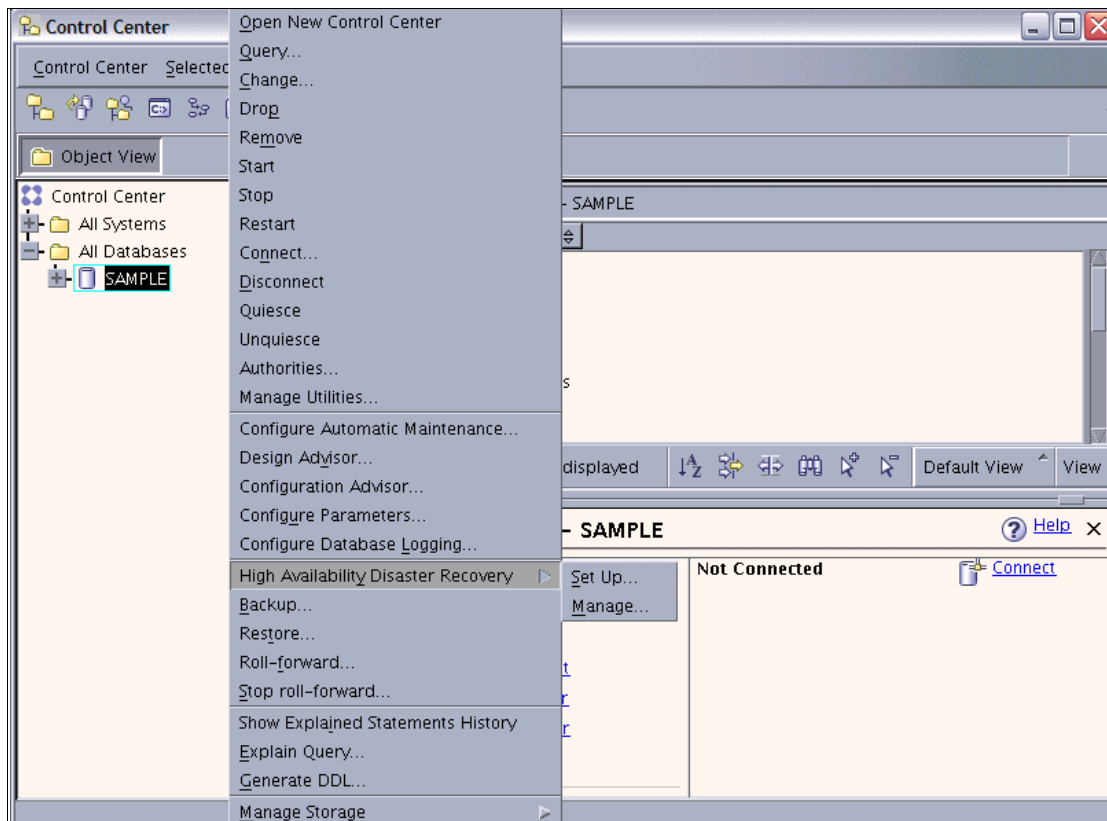 Control Center
Control Center Selected
Object View
Control Center
All Systems
All Databases
SAMPLE
Open New Control Center
Query...
Change...
Drop
Remove
Start
Stop
Restart
Connect...
Disconnect
Quiesce
Unquiesce
Authorities...
Manage Utilities...
Configure Automatic Maintenance...
Design Advisor...
Configuration Advisor...
Configure Parameters...
Configure Database Logging...
High Availability Disaster Recovery
Backup...
Restore...
Roll-forward...
Stop roll-forward...
Show Explained Statements History
Explain Query...
Generate DDL...
Manage Storage
Set Up...
Manage...
- SAMPLE
s
displayed
Default View View
- SAMPLE
Help
Not Connected
Connect
t
r
r